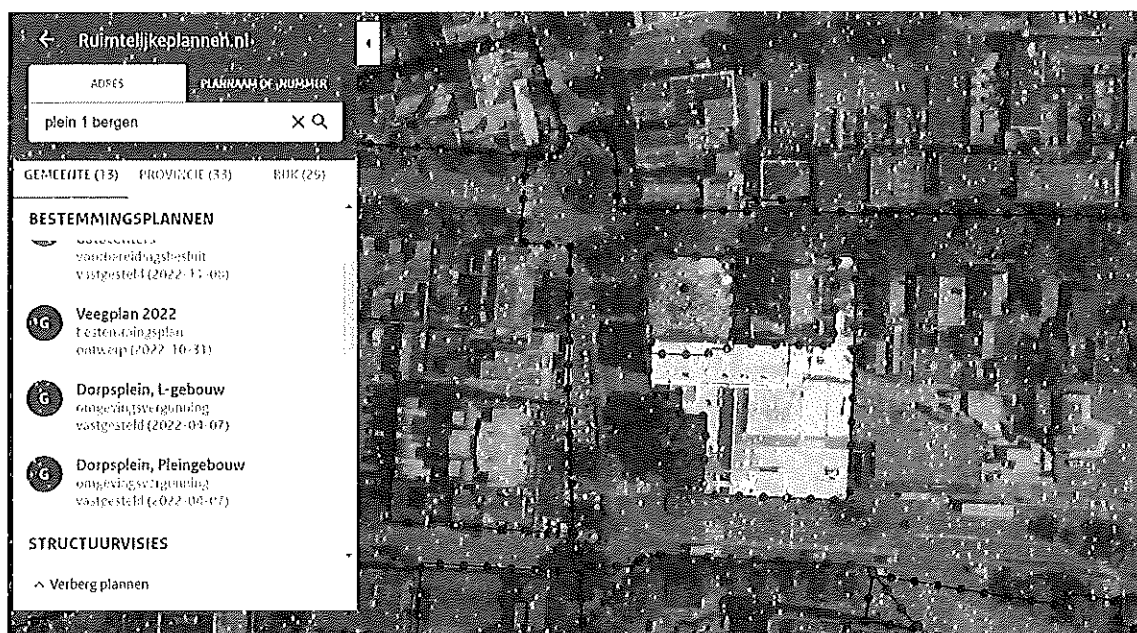 ← Ruimtelijkeplannen.nl
ADRES PLANNAAM OF -NUMMER
plein 1 bergen
GEMEENTE (13) PROVINCIE (33) RIJK (25)
BESTEMMINGSPLANNEN
voorbereidingsbesluit
vastgesteld (2022-11-08)
Veegplan 2022
bestemmingsplan
ontwerp (2022-10-31)
Dorpsplein, L-gebouw
omgevingsvergunning
vastgesteld (2022-04-07)
Dorpsplein, Pleingebouw
omgevingsvergunning
vastgesteld (2022-04-07)
STRUCTUURVISIES
Verberg plannen